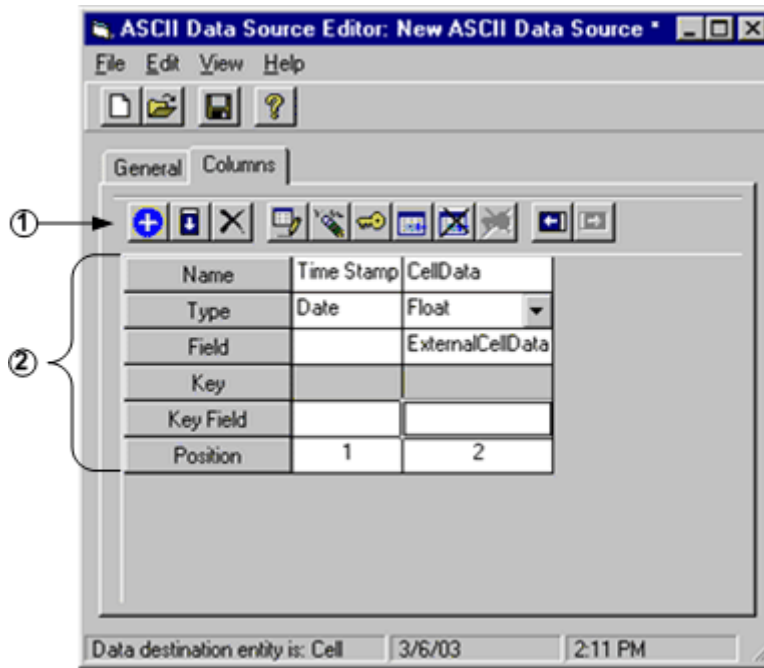 ASCII Data Source Editor: New ASCII Data Source *
File Edit View Help
General Columns
1
2
Name Time Stamp CellData
Type Date Float
Field ExternalCellData
Key
Key Field
Position 1 2
Data destination entity is: Cell 3/6/03 2:11 PM